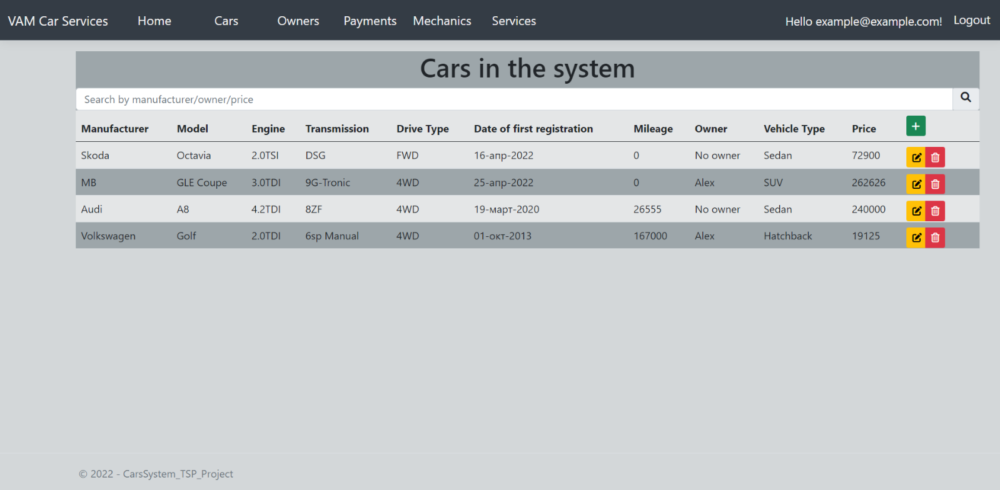 VAM Car Services Home Cars Owners Payments Mechanics Services Hello example@example.com! Logout
Cars in the system
Search by manufacturer/owner/price
Manufacturer Model Engine Transmission Drive Type Date of first registration Mileage Owner Vehicle Type Price
Skoda Octavia 2.0TSI DSG FWD 16-апр-2022 0 No owner Sedan 72900
MB GLE Coupe 3.0TDI 9G-Tronic 4WD 25-апр-2022 0 Alex SUV 262626
Audi A8 4.2TDI 8ZF 4WD 19-март-2020 26555 No owner Sedan 240000
Volkswagen Golf 2.0TDI 6sp Manual 4WD 01-окт-2013 167000 Alex Hatchback 19125
© 2022 - CarsSystem_TSP_Project